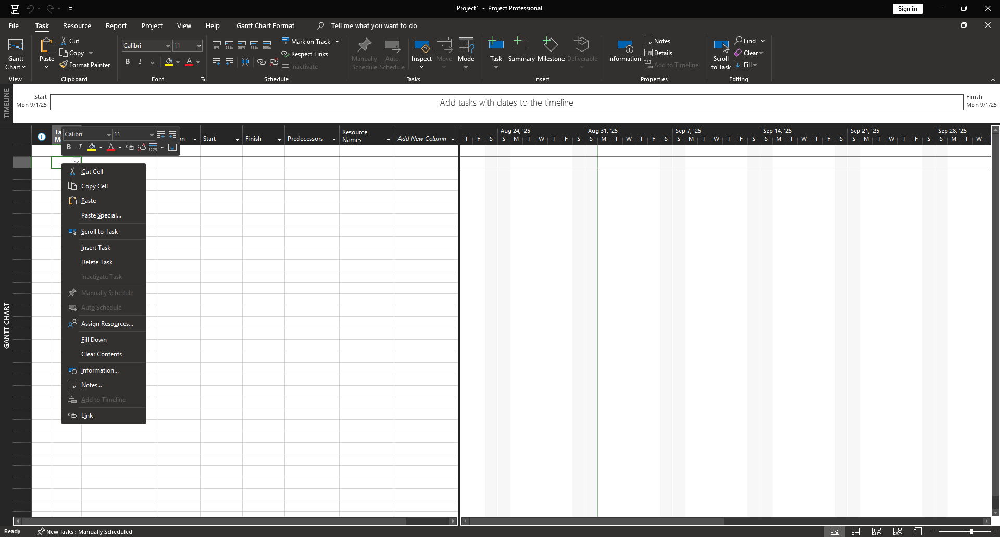 Project1 - Project Professional
Sign in
File Task Resource Report Project View Help Gantt Chart Format Tell me what you want to do
Gantt Chart
View
Paste
Cut
Copy
Format Painter
Clipboard
Calibri 11
B I U A
Font
0% 25% 50% 75% 100%
Mark on Track
Respect Links
Inactivate
Schedule
Manually Schedule
Auto Schedule
Inspect
Move
Mode
Tasks
Task
Summary
Milestone
Deliverable
Insert
Information
Notes
Details
Add to Timeline
Properties
Scroll to Task
Find
Clear
Fill
Editing
TIMELINE
Start
Mon 9/1/25
Add tasks with dates to the timeline
Finish
Mon 9/1/25
Calibri 11
B I A 100%
Start
Finish
Predecessors
Resource Names
Add New Column
Aug 24, '25 Aug 31, '25 Sep 7, '25 Sep 14, '25 Sep 21, '25 Sep 28, '25
T F S S M T W T F S S M T W T F S S M T W T F S S M T W T F S S M T W T F S S M T W
Cut Cell
Copy Cell
Paste
Paste Special...
Scroll to Task
Insert Task
Delete Task
Inactivate Task
Manually Schedule
Auto Schedule
Assign Resources...
Fill Down
Clear Contents
Information...
Notes...
Add to Timeline
Link
GANTT CHART
Ready
New Tasks : Manually Scheduled